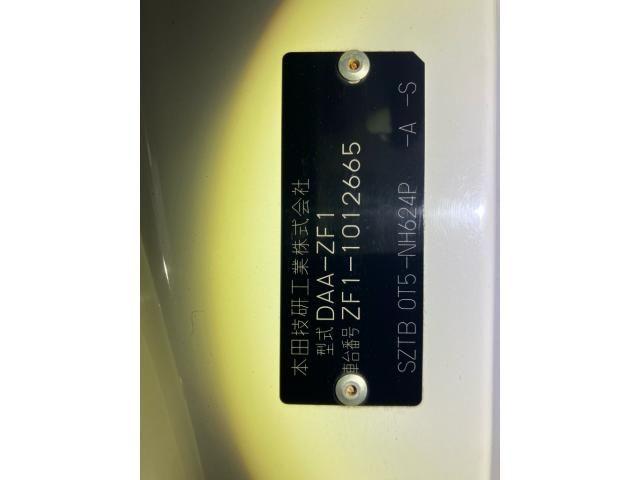 本田技研工業株式会社
型式 DAA-ZF1
車台番号 ZF1-1012665
SZTB 0T5-NH624P -A -S